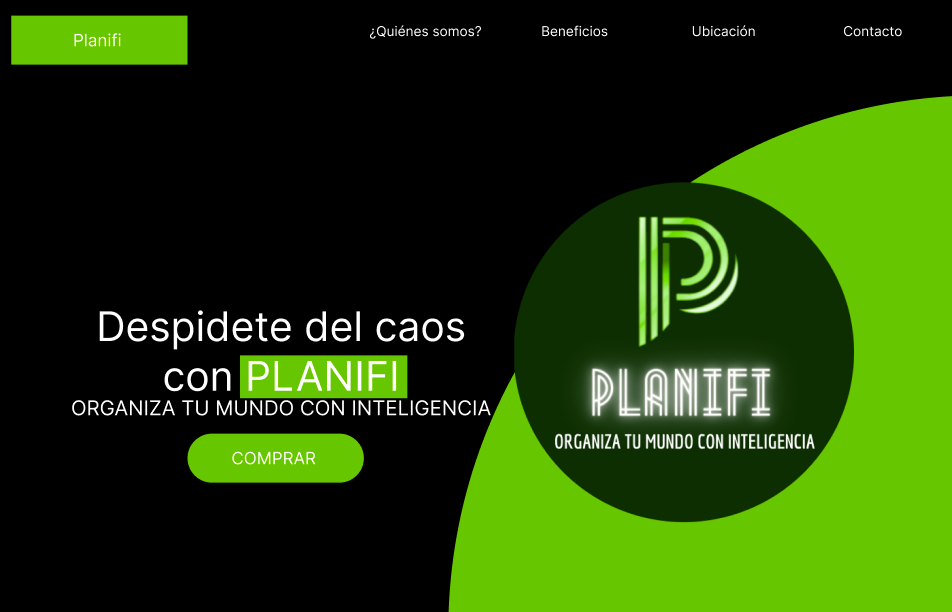 Planifi
¿Quiénes somos?
Beneficios
Ubicación
Contacto
Despidete del caos
con PLANIFI
ORGANIZA TU MUNDO CON INTELIGENCIA
COMPRAR
P
PLANIFI
ORGANIZA TU MUNDO CON INTELIGENCIA